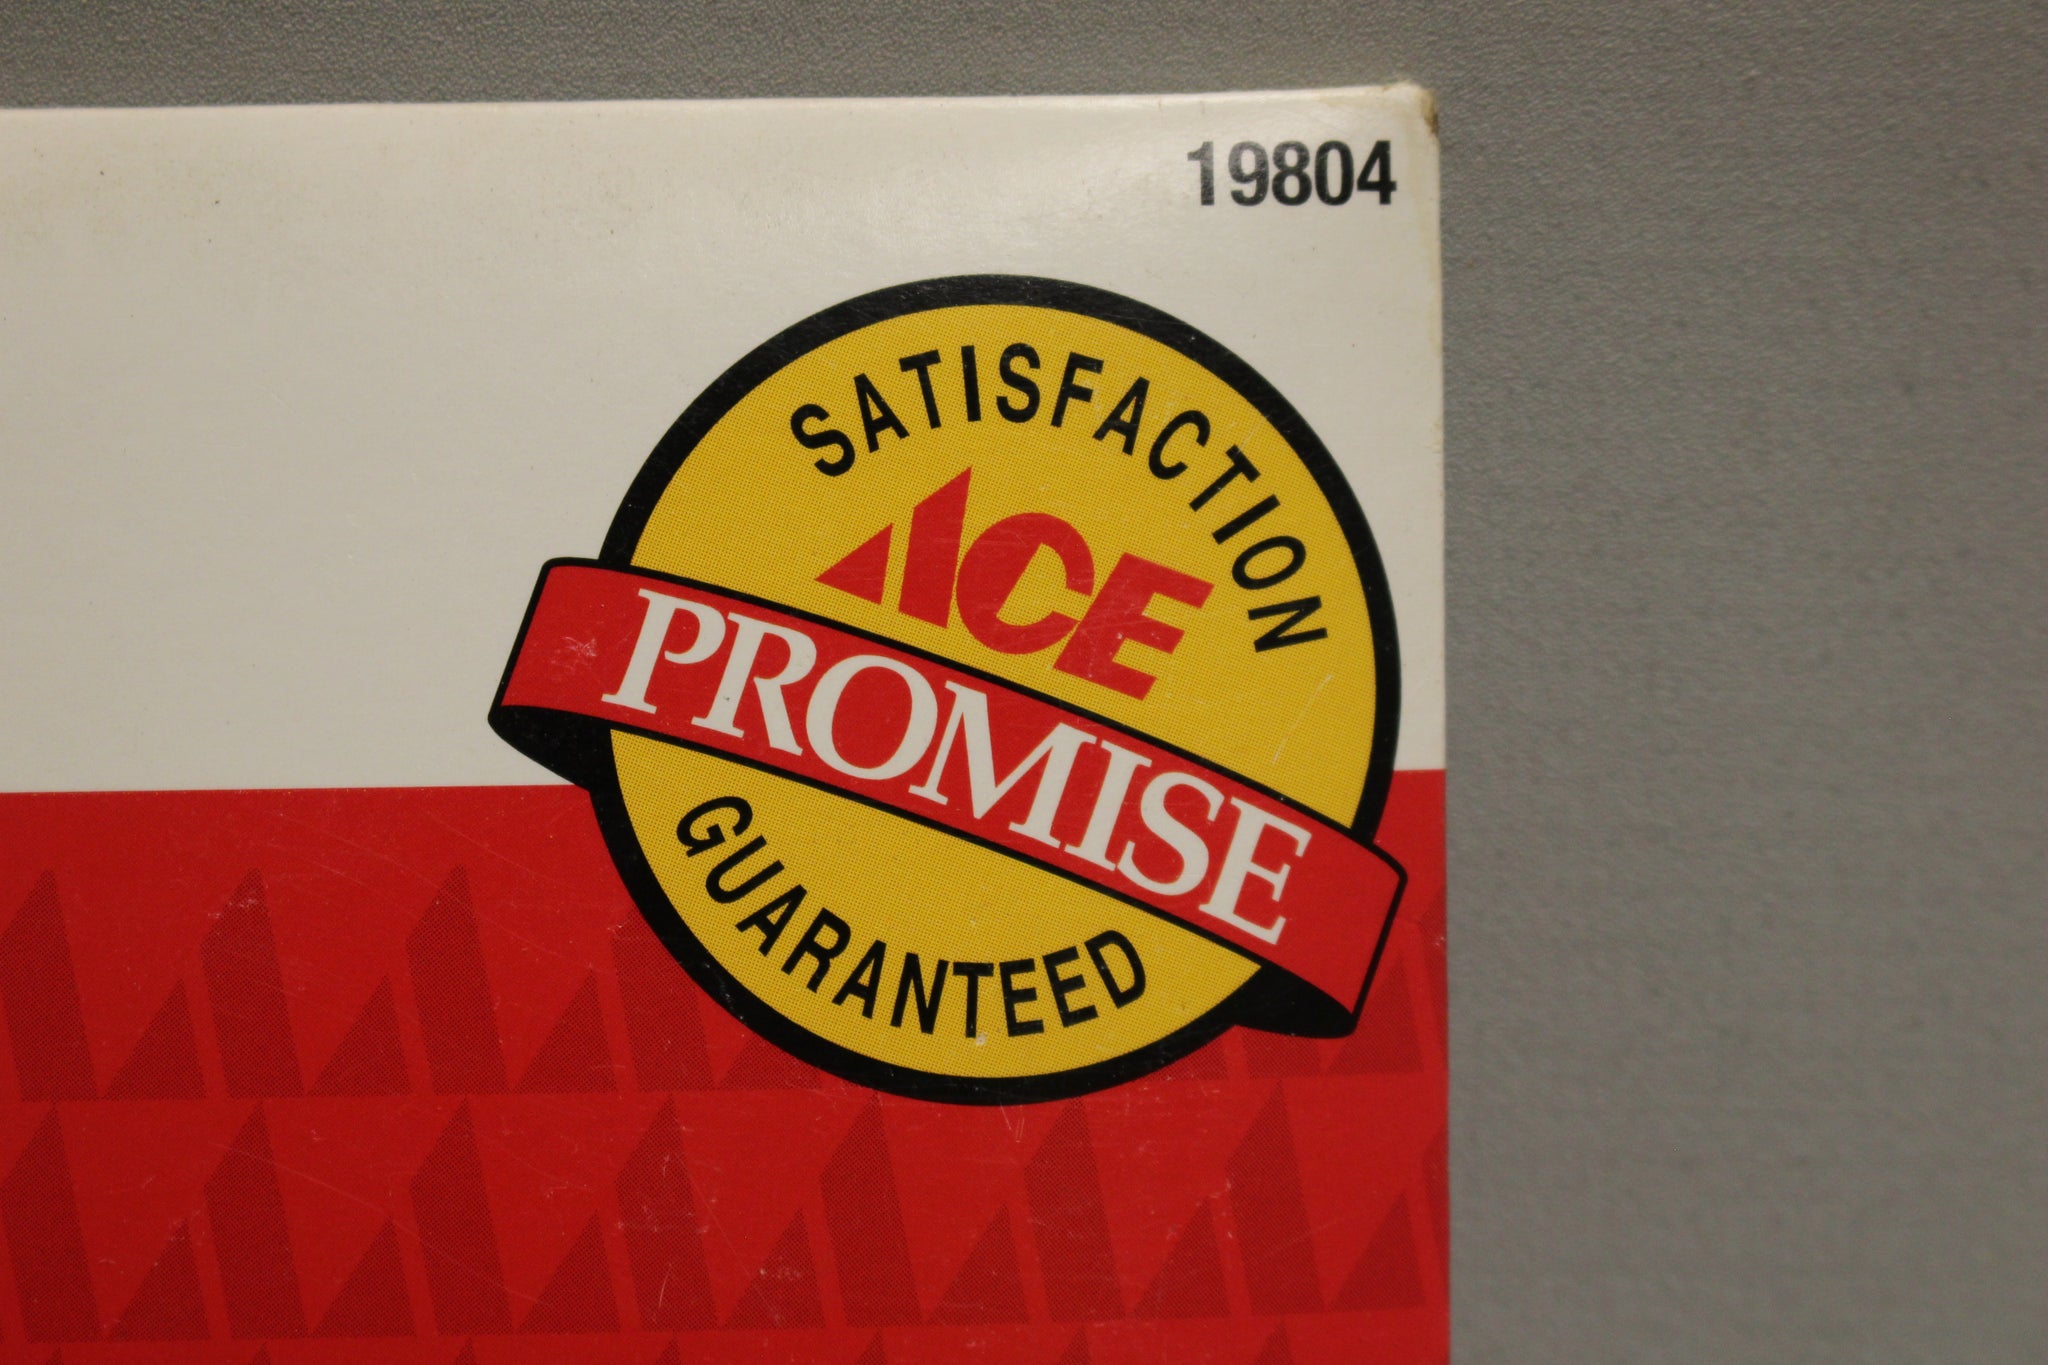 19804
SATISFACTION
ACE
PROMISE
GUARANTEED